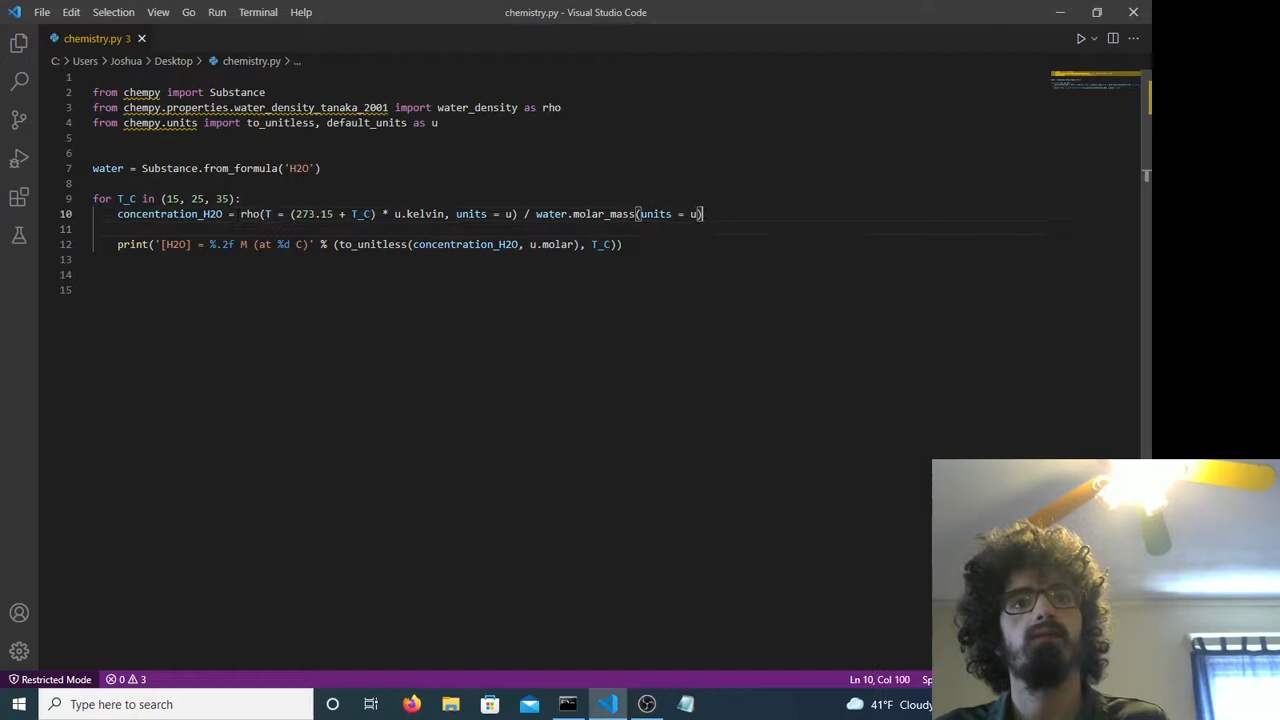 File Edit Selection View Go Run Terminal Help chemistry.py - Visual Studio Code
chemistry.py 3
C: > Users > Joshua > Desktop > chemistry.py > ...
1
2 from chempy import Substance
3 from chempy.properties.water_density_tanaka_2001 import water_density as rho
4 from chempy.units import to_unitless, default_units as u
5
6
7 water = Substance.from_formula('H2O')
8
9 for T_C in (15, 25, 35):
10 concentration_H2O = rho(T = (273.15 + T_C) * u.kelvin, units = u) / water.molar_mass(units = u)
11
12 print('[H2O] = %.2f M (at %d C)' % (to_unitless(concentration_H2O, u.molar), T_C))
13
14
15
Restricted Mode 0 3 Ln 10, Col 100
Type here to search 41°F Cloudy